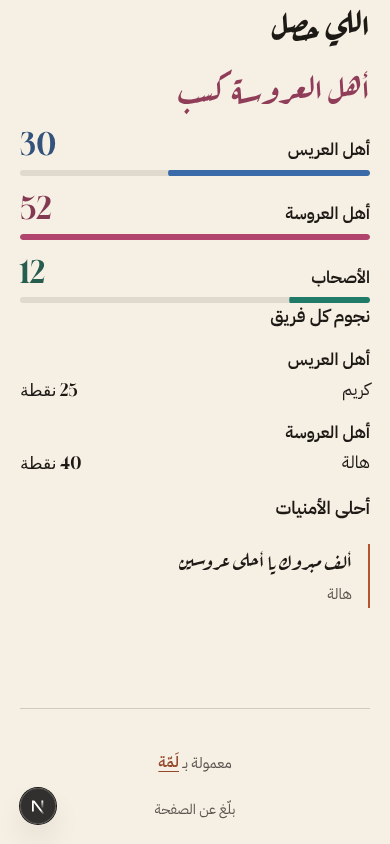 اللي حصل
أهل العروسة كسب
أهل العريس 30
أهل العروسة 52
الأصحاب 12
نجوم كل فريق
أهل العريس
كريم 25 نقطة
أهل العروسة
هالة 40 نقطة
أحلى الأمنيات
ألف مبروك يا أحلى عروسين
هالة
معمولة بـ لَمّة
بلّغ عن الصفحة
N